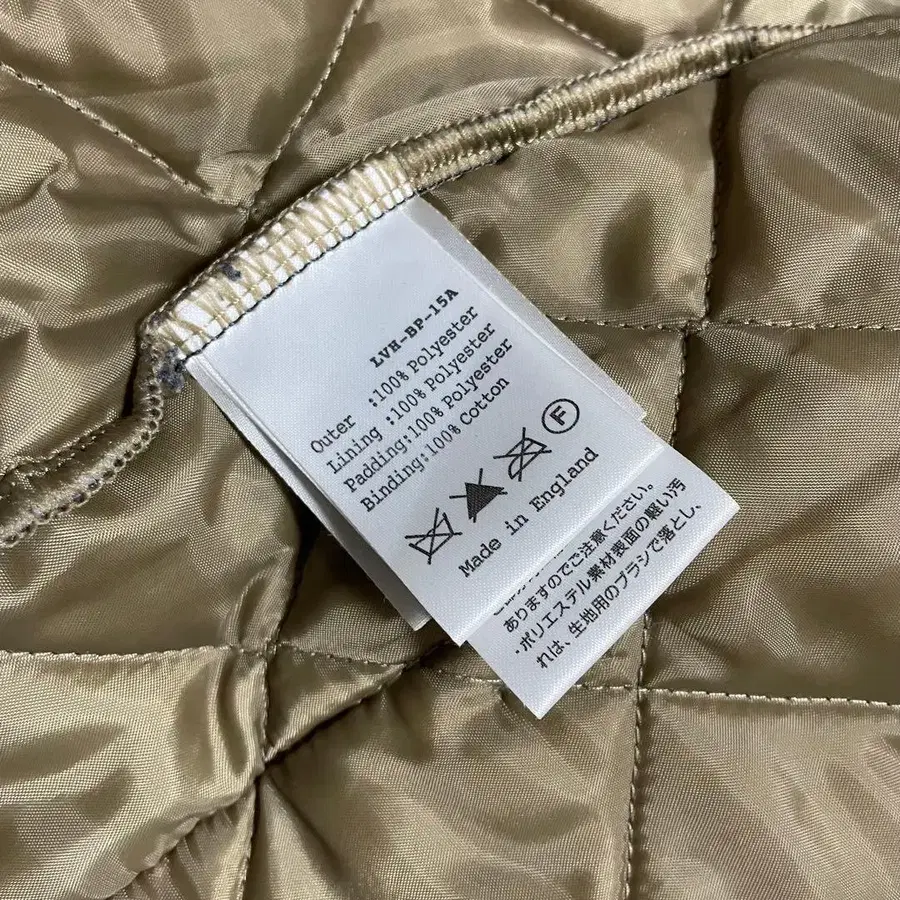 LVH-BP-15A
Outer :100% Polyester
Lining :100% Polyester
Padding:100% Polyester
Binding:100% Cotton
F
Made in England
ありますのでご注意ください。
・ポリエステル素材表面の軽い汚
れは、生地用のブラシで落とし、